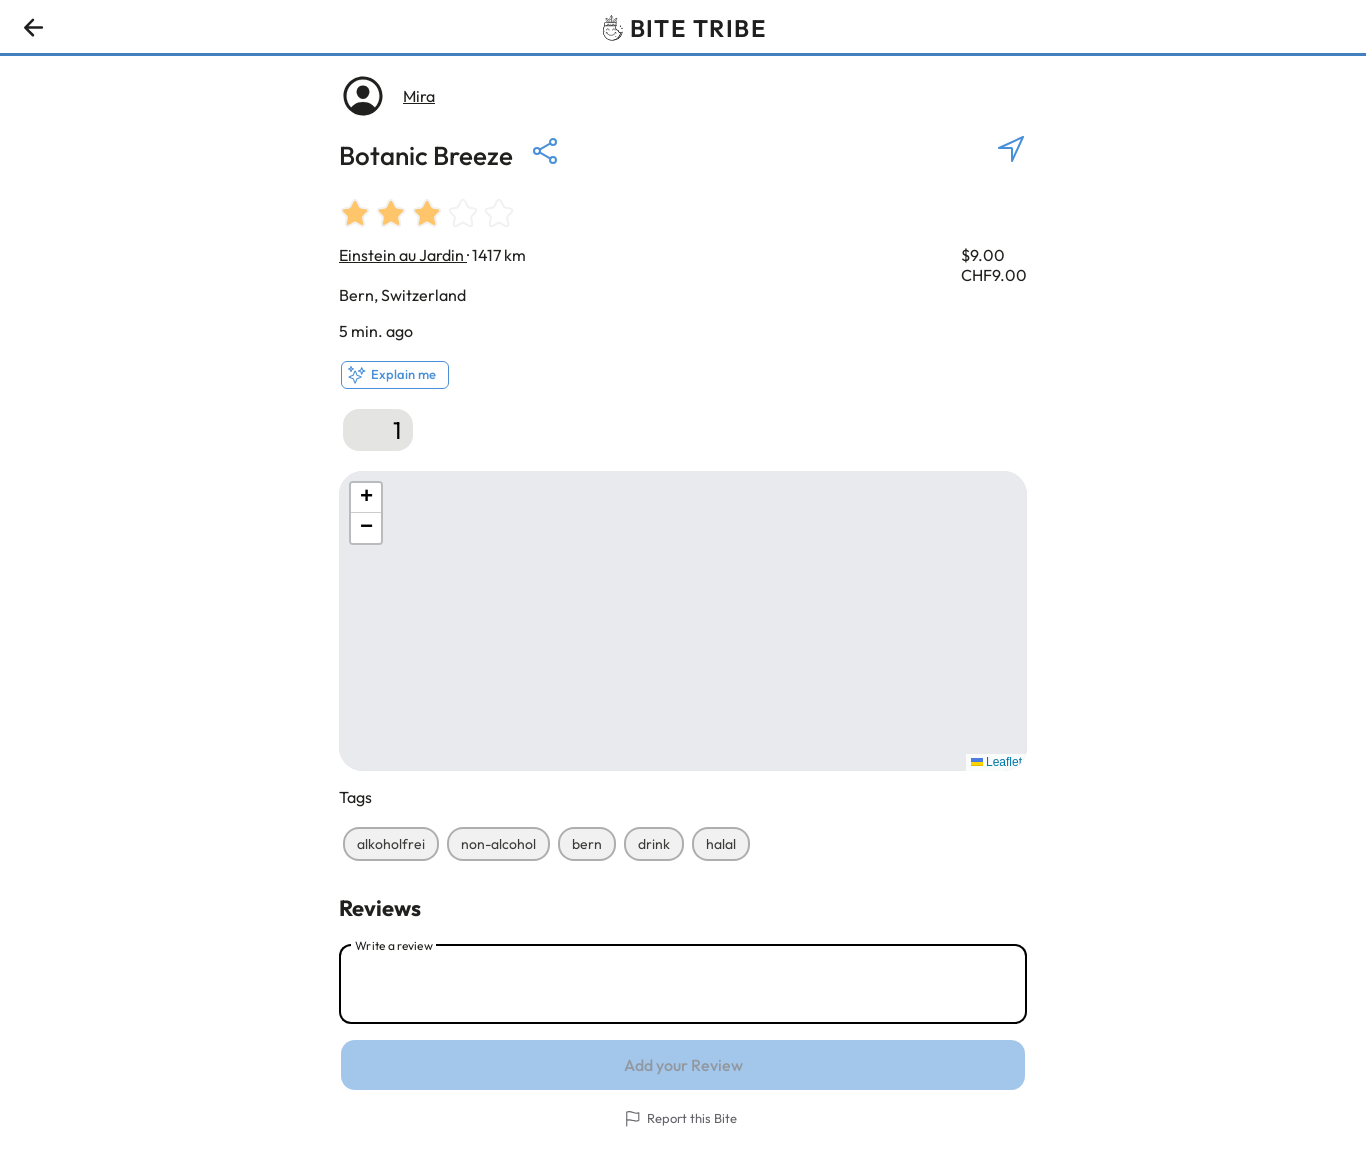 BITE TRIBE
Mira
Botanic Breeze
Einstein au Jardin · 1417 km
$9.00
CHF9.00
Bern, Switzerland
5 min. ago
Explain me
1
+
−
Leaflet
Tags
alkoholfrei non-alcohol bern drink halal
Reviews
Write a review
Add your Review
Report this Bite